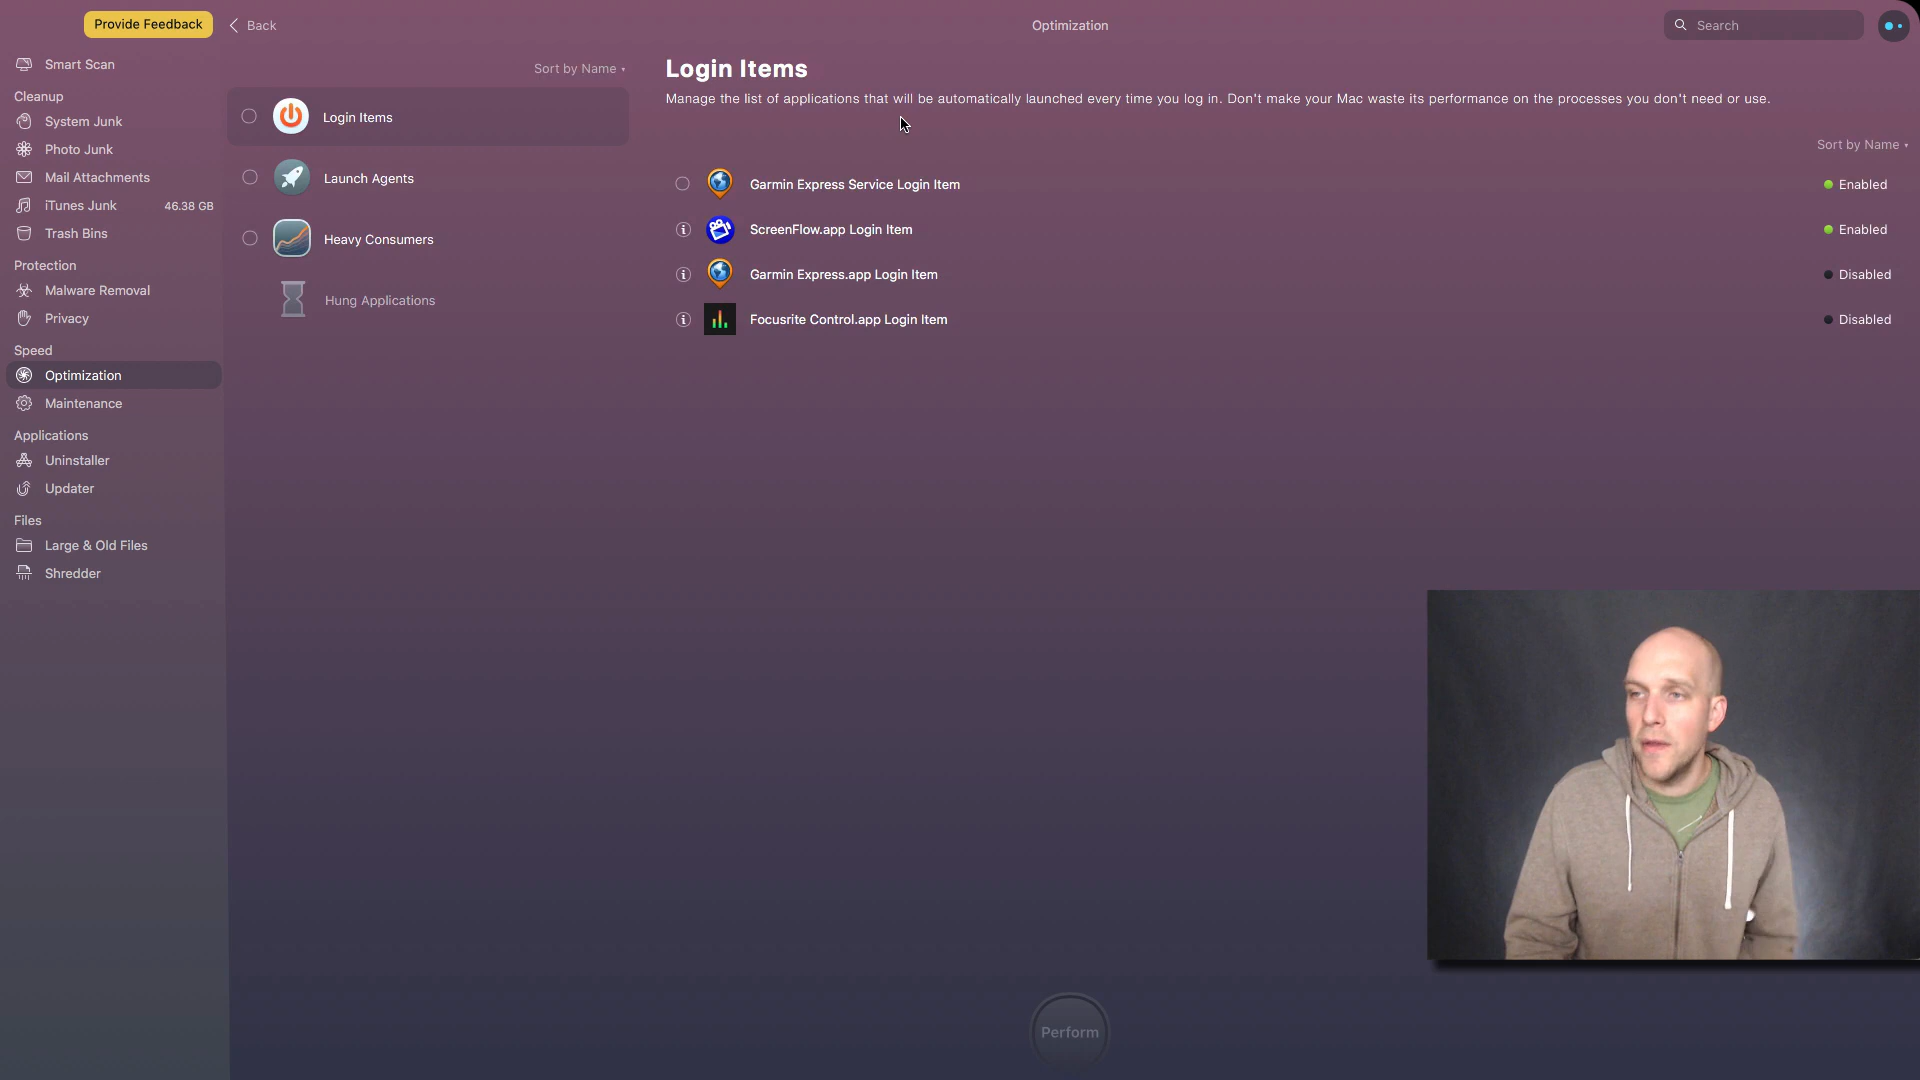 Provide Feedback
Back
Optimization
Search
Smart Scan
Cleanup
System Junk
Photo Junk
Mail Attachments
iTunes Junk 46.38 GB
Trash Bins
Protection
Malware Removal
Privacy
Speed
Optimization
Maintenance
Applications
Uninstaller
Updater
Files
Large & Old Files
Shredder
Sort by Name
Login Items
Launch Agents
Heavy Consumers
Hung Applications
Login Items
Manage the list of applications that will be automatically launched every time you log in. Don't make your Mac waste its performance on the processes you don't need or use.
Sort by Name
Garmin Express Service Login Item Enabled
ScreenFlow.app Login Item Enabled
Garmin Express.app Login Item Disabled
Focusrite Control.app Login Item Disabled
Perform